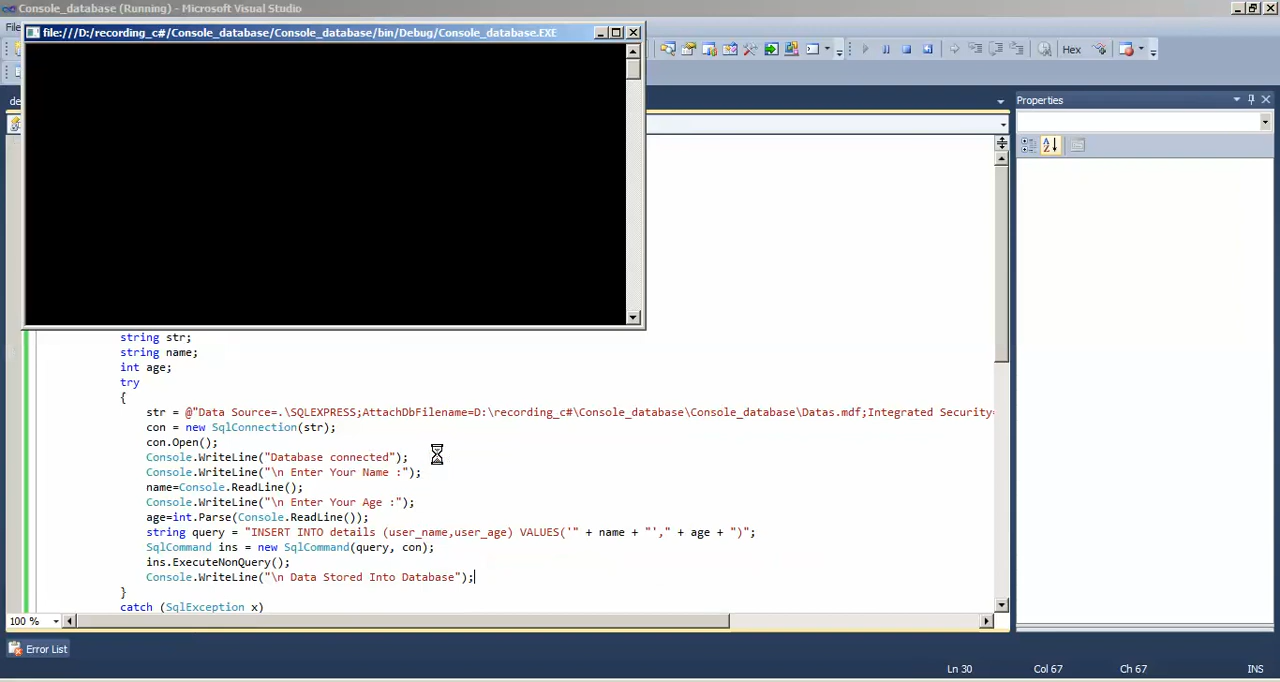 Console_database (Running) - Microsoft Visual Studio
file:///D:/recording_c#/Console_database/Console_database/bin/Debug/Console_database.EXE
Hex
Properties
string str;
string name;
int age;
try
{
str = @"Data Source=.\SQLEXPRESS;AttachDbFilename=D:\recording_c#\Console_database\Console_database\Datas.mdf;Integrated Security=
con = new SqlConnection(str);
con.Open();
Console.WriteLine("Database connected");
Console.WriteLine("\n Enter Your Name :");
name=Console.ReadLine();
Console.WriteLine("\n Enter Your Age :");
age=int.Parse(Console.ReadLine());
string query = "INSERT INTO details (user_name,user_age) VALUES('" + name + "'," + age + ")";
SqlCommand ins = new SqlCommand(query, con);
ins.ExecuteNonQuery();
Console.WriteLine("\n Data Stored Into Database");
}
catch (SqlException x)
100 %
Error List
Ln 30 Col 67 Ch 67 INS